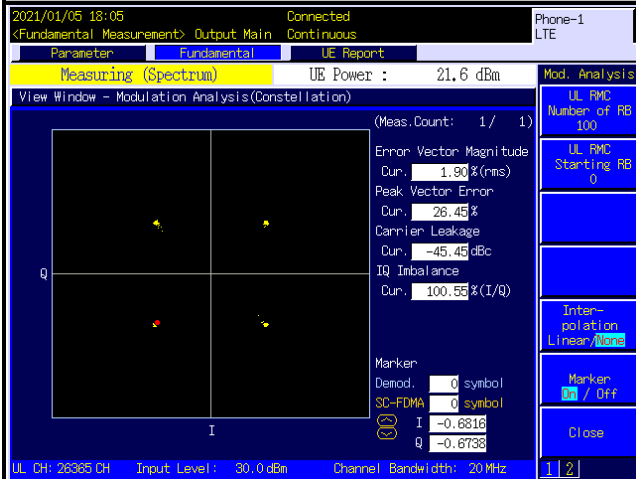 2021/01/05 18:05 Connected Phone-1
<Fundamental Measurement> Output Main Continuous LTE
Parameter Fundamental UE Report
Measuring (Spectrum) UE Power : 21.6 dBm Mod. Analysis
View Window - Modulation Analysis(Constellation)
UL RMC
Number of RB
100
(Meas.Count: 1/ 1)
Error Vector Magnitude
Cur. 1.90 %(rms)
Peak Vector Error
Cur. 26.45 %
Carrier Leakage
Cur. -45.45 dBc
IQ Imbalance
Cur. 100.55 %(I/Q)
UL RMC
Starting RB
0
Q
I
Inter-
polation
Linear/None
Marker
Demod. 0 symbol
SC-FDMA 0 symbol
I -0.6816
Q -0.6738
Marker
On / Off
Close
UL CH: 26365 CH Input Level: 30.0 dBm Channel Bandwidth: 20 MHz 1 2